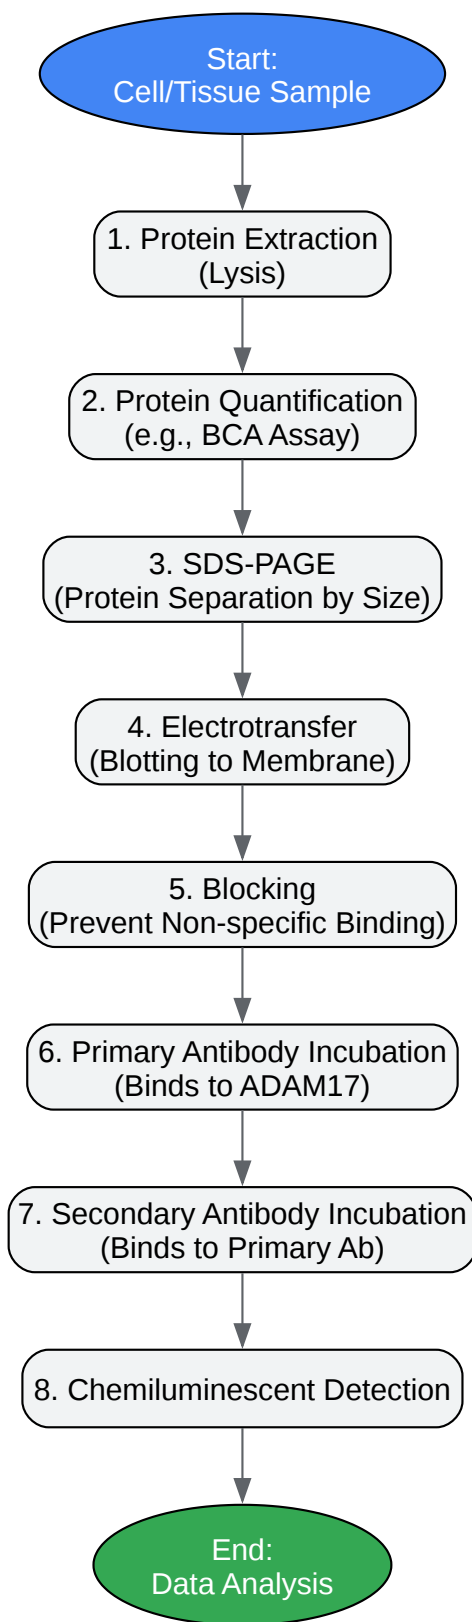 Start:
Cell/Tissue Sample
1. Protein Extraction
(Lysis)
2. Protein Quantification
(e.g., BCA Assay)
3. SDS-PAGE
(Protein Separation by Size)
4. Electrotransfer
(Blotting to Membrane)
5. Blocking
(Prevent Non-specific Binding)
6. Primary Antibody Incubation
(Binds to ADAM17)
7. Secondary Antibody Incubation
(Binds to Primary Ab)
8. Chemiluminescent Detection
End:
Data Analysis